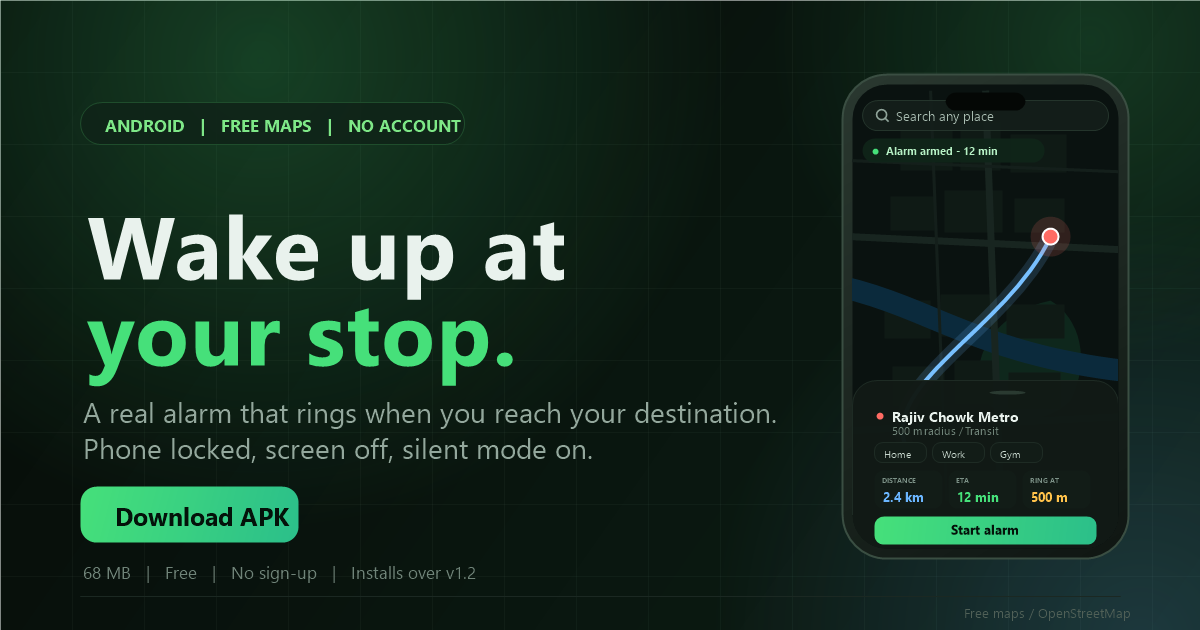 ANDROID | FREE MAPS | NO ACCOUNT
Wake up at
your stop.
A real alarm that rings when you reach your destination.
Phone locked, screen off, silent mode on.
Download APK
68 MB | Free | No sign-up | Installs over v1.2
Search any place
Alarm armed - 12 min
Rajiv Chowk Metro
500 m radius / Transit
Home Work Gym
DISTANCE ETA RING AT
2.4 km 12 min 500 m
Start alarm
Free maps / OpenStreetMap